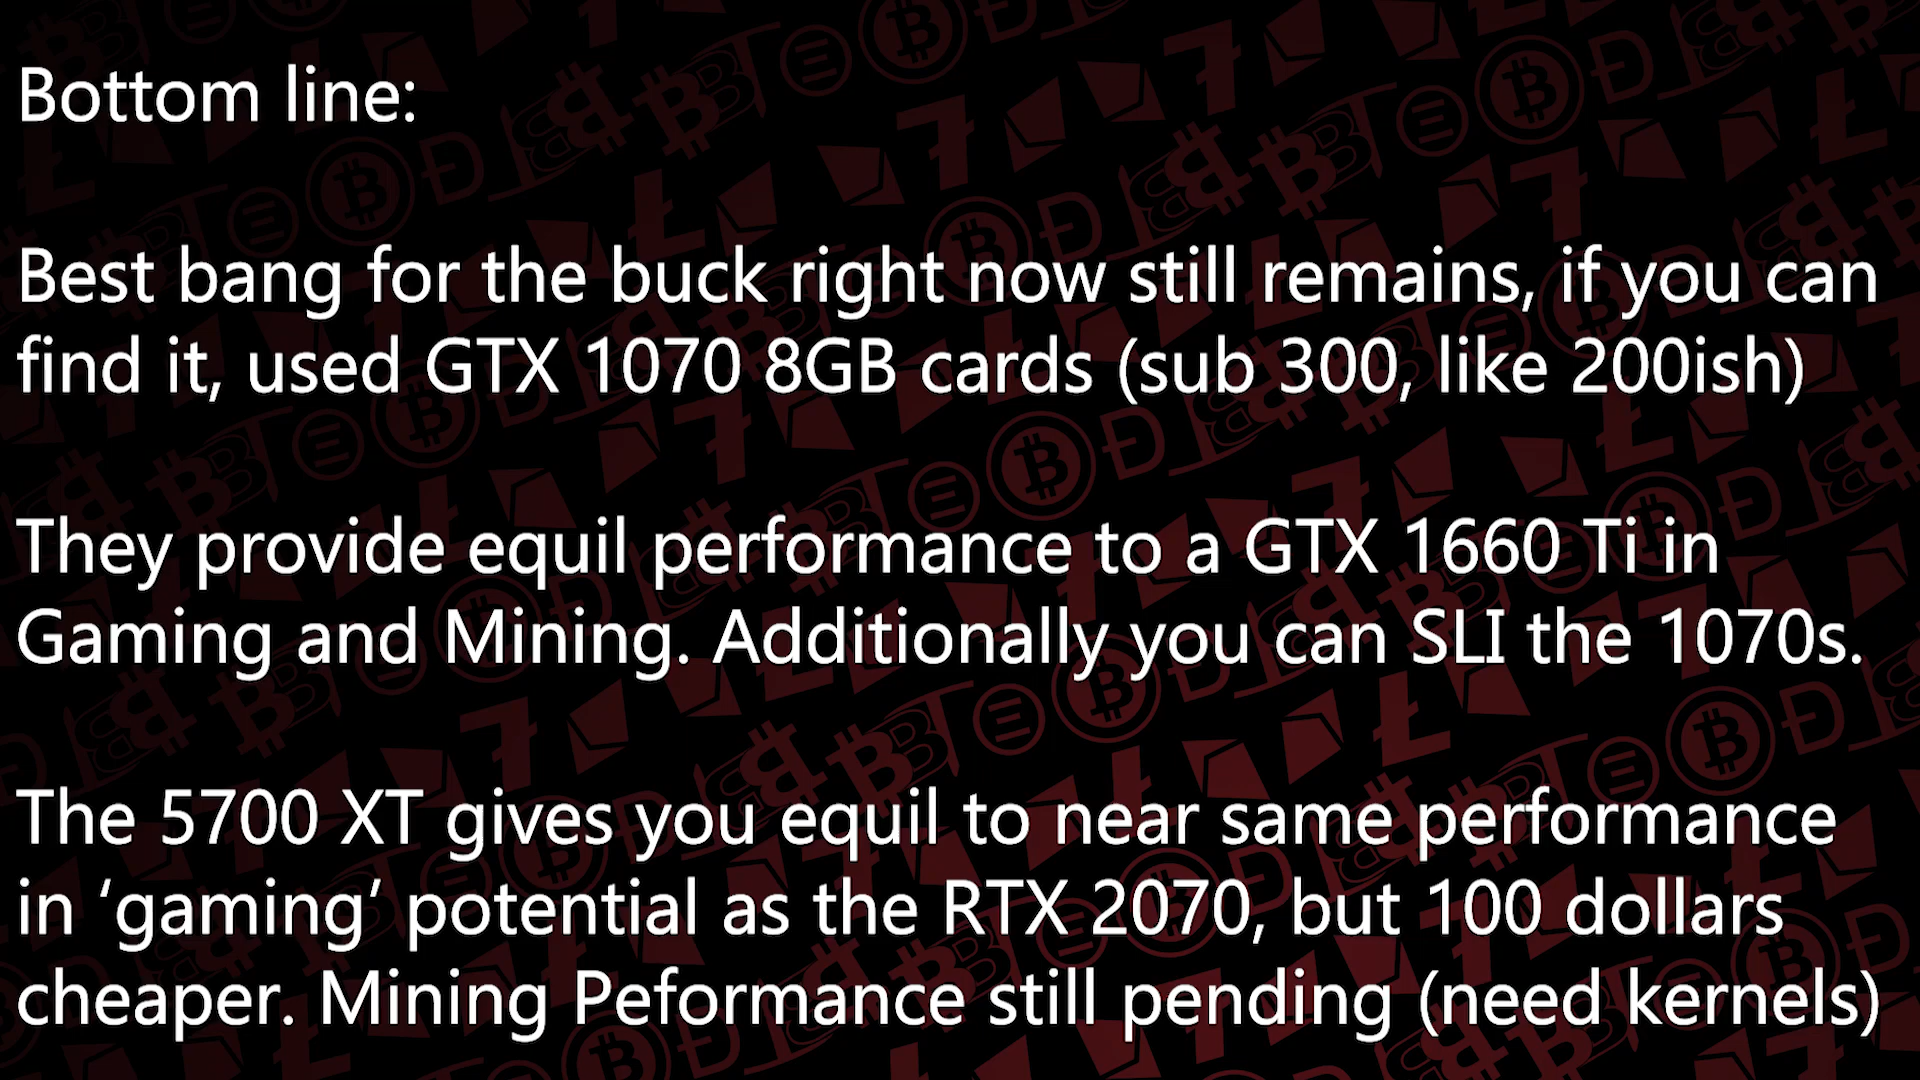 Bottom line:
Best bang for the buck right now still remains, if you can
find it, used GTX 1070 8GB cards (sub 300, like 200ish)
They provide equil performance to a GTX 1660 Ti in
Gaming and Mining. Additionally you can SLI the 1070s.
The 5700 XT gives you equil to near same performance
in ‘gaming’ potential as the RTX 2070, but 100 dollars
cheaper. Mining Peformance still pending (need kernels)